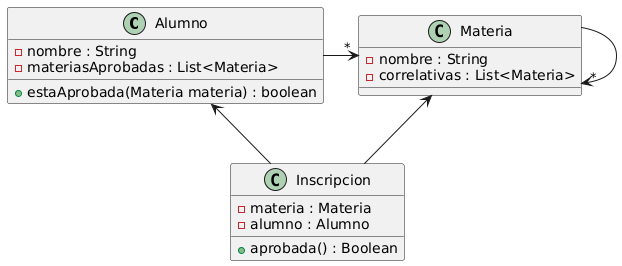 C Alumno
nombre : String
materiasAprobadas : List<Materia>
estaAprobada(Materia materia) : boolean
*
C Materia
nombre : String
correlativas : List<Materia>
*
C Inscripcion
materia : Materia
alumno : Alumno
aprobada() : Boolean